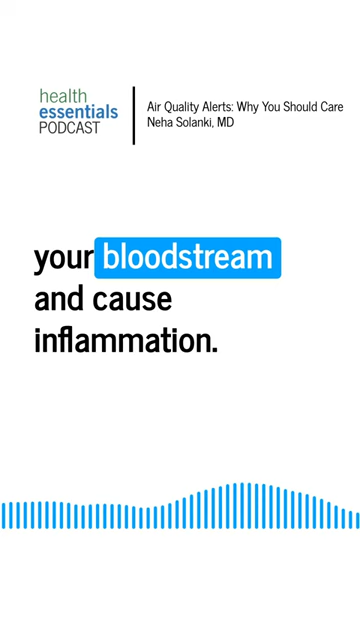 health
essentials
PODCAST
Air Quality Alerts: Why You Should Care
Neha Solanki, MD
your bloodstream
and cause
inflammation.